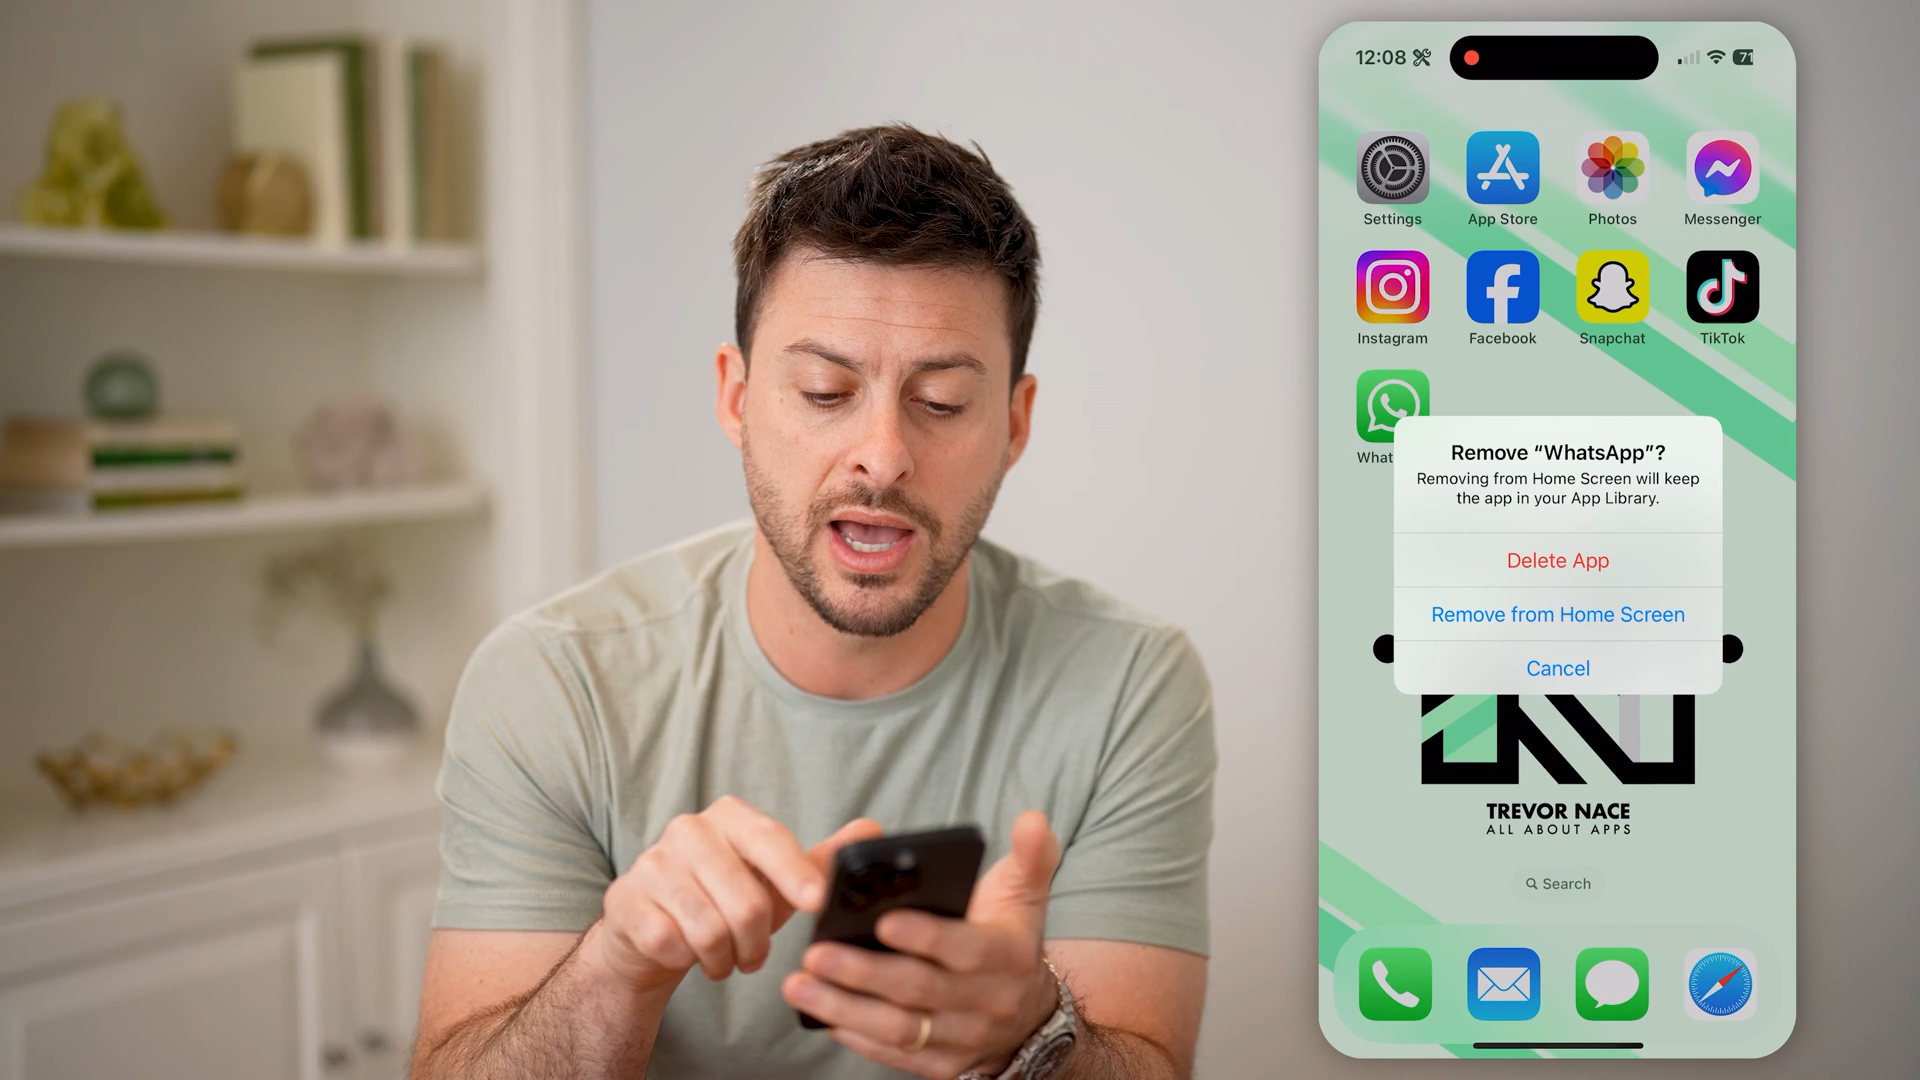 12:08
71
Settings
App Store
Photos
Messenger
Instagram
Facebook
Snapchat
TikTok
What
Remove “WhatsApp”?
Removing from Home Screen will keep
the app in your App Library.
Delete App
Remove from Home Screen
Cancel
TREVOR NACE
ALL ABOUT APPS
Search